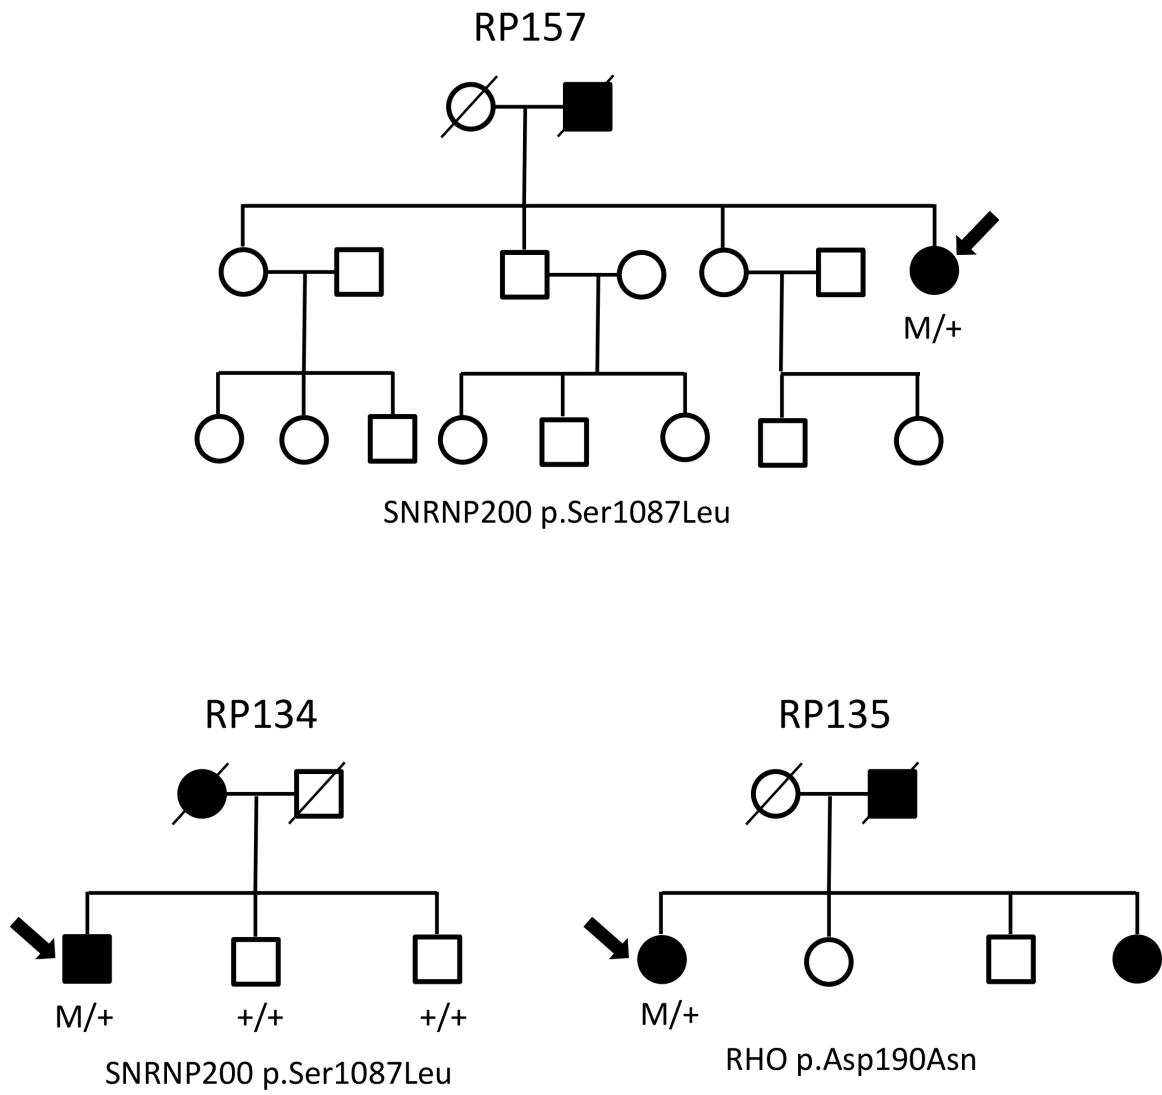 RP157
M/+
SNRNP200 p.Ser1087Leu
RP134
RP135
M/+
+/+
+/+
M/+
SNRNP200 p.Ser1087Leu
RHO p.Asp190Asn